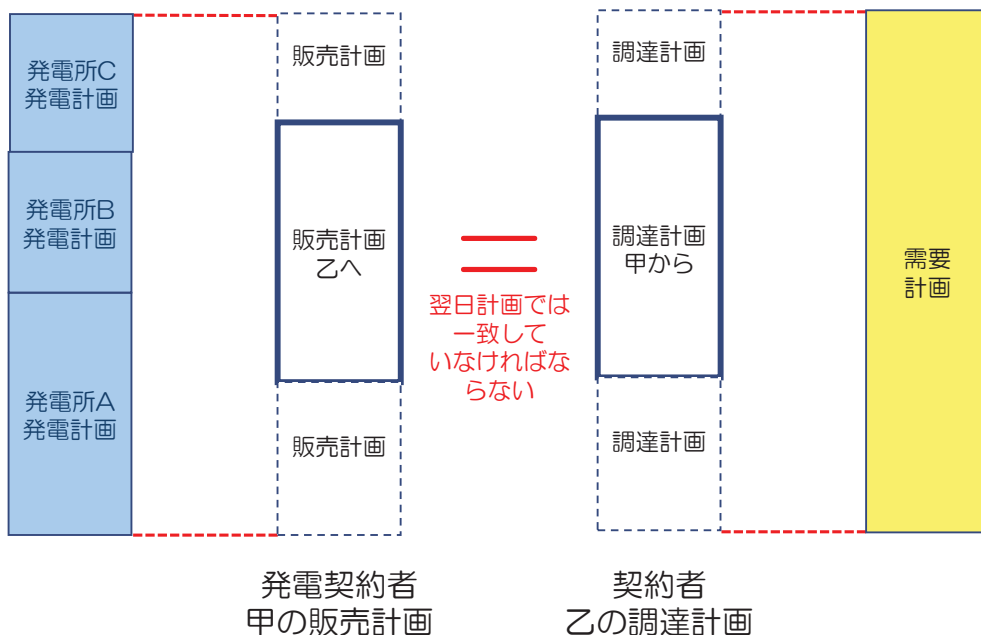 発電所C
発電計画
発電所B
発電計画
発電所A
発電計画
販売計画
販売計画
乙へ
販売計画
翌日計画では
一致して
いなければな
らない
調達計画
調達計画
甲から
調達計画
需要
計画
発電契約者
甲の販売計画
契約者
乙の調達計画